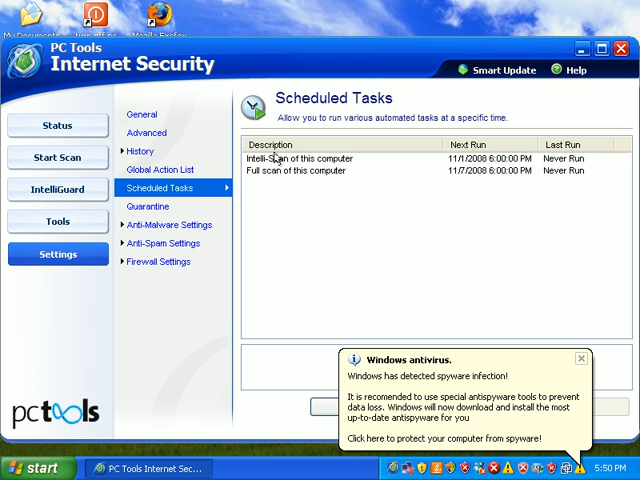 My Documents
turn off pc
Mozilla Firefox
PC Tools
Internet Security
Smart Update
Help
Status
Start Scan
IntelliGuard
Tools
Settings
General
Advanced
History
Global Action List
Scheduled Tasks
Quarantine
Anti-Malware Settings
Anti-Spam Settings
Firewall Settings
Scheduled Tasks
Allow you to run various automated tasks at a specific time.
Description Next Run Last Run
Intelli-Scan of this computer 11/1/2008 6:00:00 PM Never Run
Full scan of this computer 11/7/2008 6:00:00 PM Never Run
pctools
Windows antivirus.
Windows has detected spyware infection!
It is recomended to use special antispyware tools to prevent
data loss. Windows will now download and install the most
up-to-date antispyware for you
Click here to protect your computer from spyware!
start
PC Tools Internet Sec...
5:50 PM